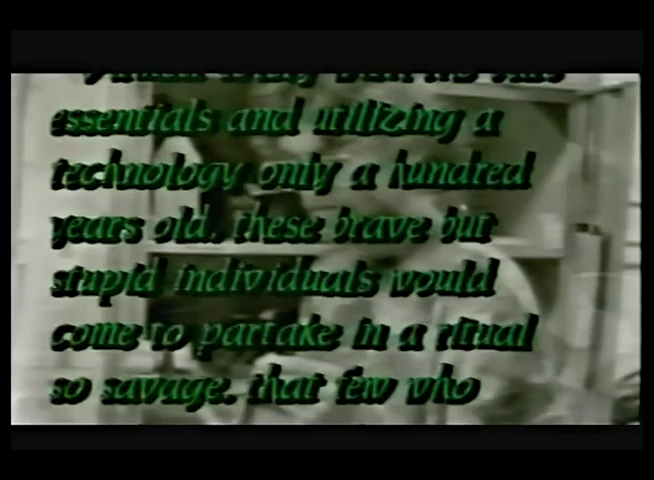 essentials and utilizing a
technology only a hundred
years old, these brave but
stupid individuals would
come to partake in a ritual
so savage, that few who